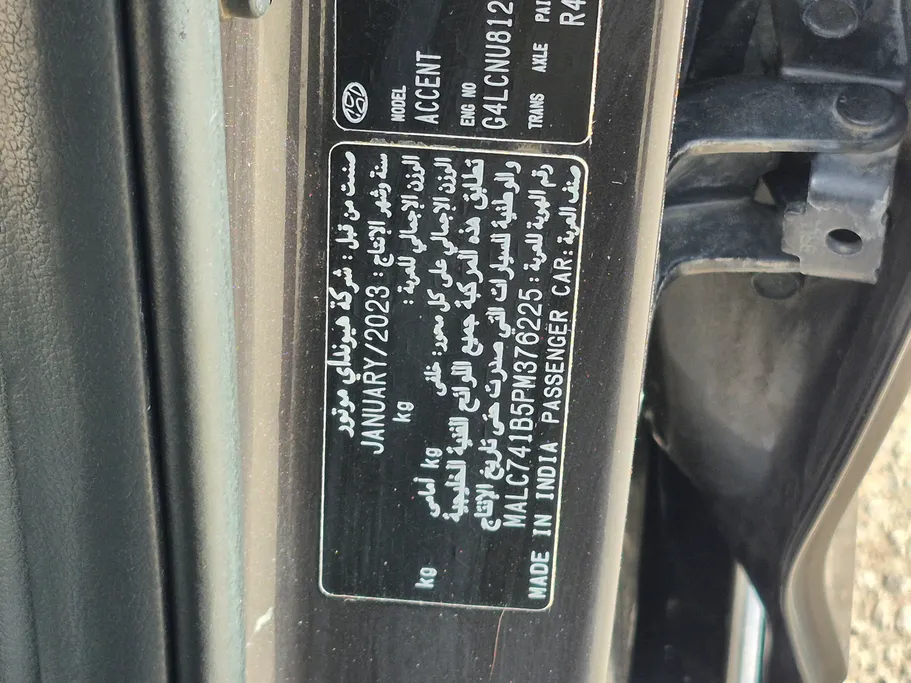 MODEL
ACCENT
ENG NO
G4LCNU812
TRANS AXLE
صنعت من قبل : شركة هيونداي موتور
سنة وشهر الإنتاج : JANUARY/2023
الوزن الإجمالي للعربة : kg
الوزن الإجمالي على كل محور : خلفي kg أمامي kg
تطابق هذه المركبة جميع اللوائح الفنية الخليجية
والوطنية للسيارات التي صدرت حتى تاريخ الإنتاج
رقم الهوية للعربة : MALC741B5PM376225
صنف العربة : PASSENGER CAR MADE IN INDIA